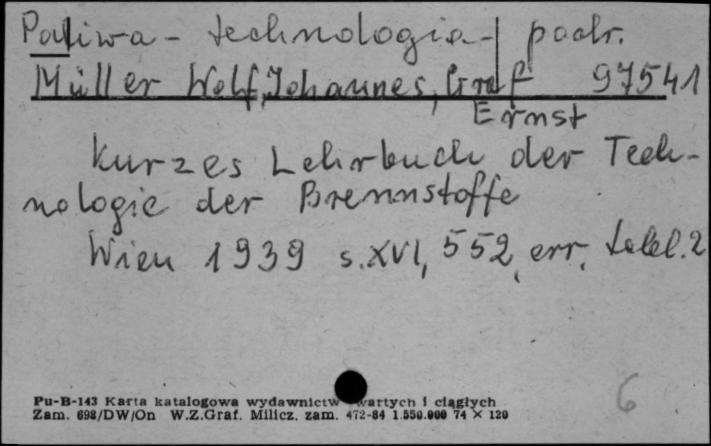 Paliwa - technologia - podr.
Müller Wolf, Johannes, Graf 97541
Ernst
Kurzes Lehrbuch der Tech-
nologie der Brennstoffe
Wien 1939 s. XVI, 552, err, tabl. 2
6
Pu-B-143 Karta katalogowa wydawnictw zwartych i ciągłych
Zam. 698/DW/On W.Z.Graf. Milicz. zam. 472-84 1.550.000 74 × 120